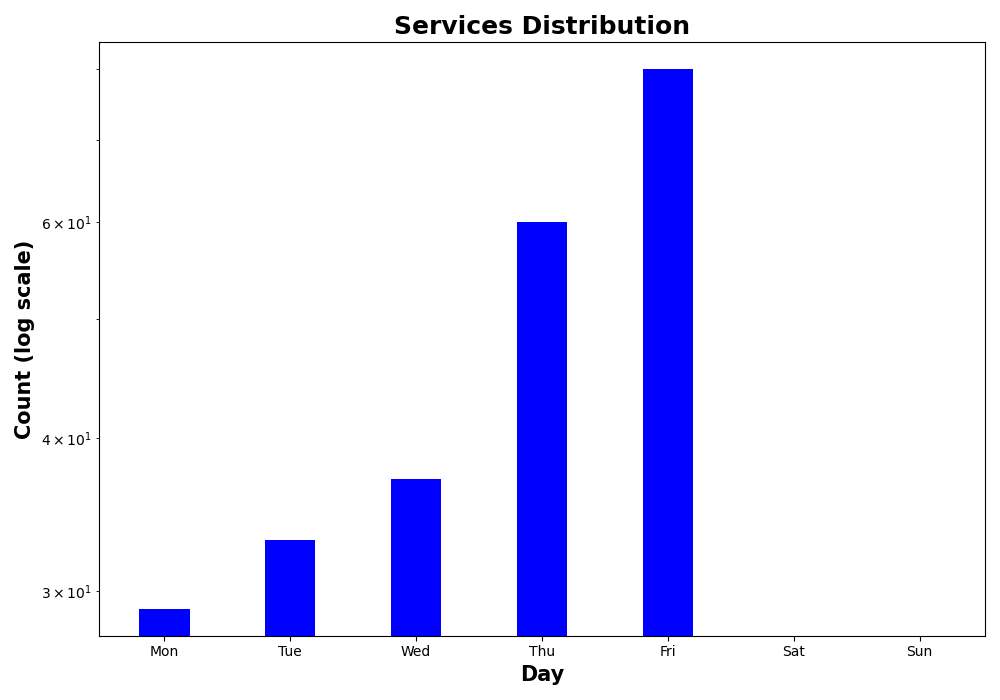 Services Distribution
Count (log scale)
6 × 10¹
4 × 10¹
3 × 10¹
Mon Tue Wed Thu Fri Sat Sun
Day